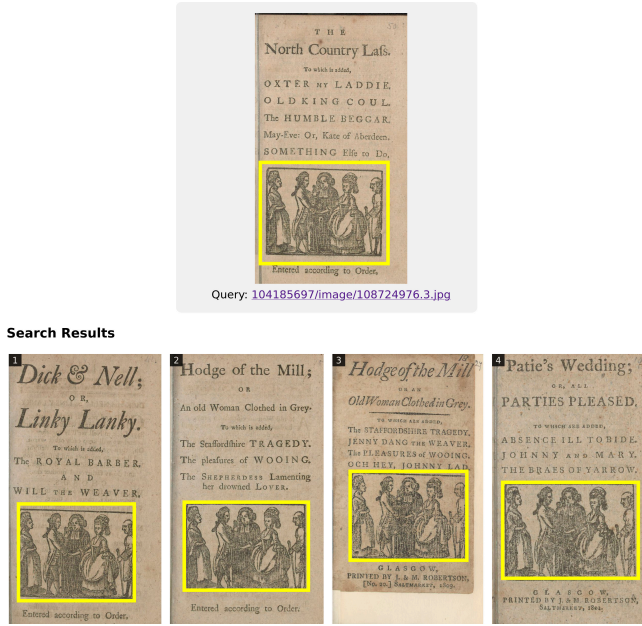 52
THE
North Country Laſs.
To which is added,
OXTER MY LADDIE.
OLD KING COUL.
The HUMBLE BEGGAR.
May-Eve: Or, Kate of Aberdeen.
SOMETHING Elſe to Do,
Entered according to Order.
Query: 104185697/image/108724976.3.jpg
Search Results
1
Dick & Nell;
OR,
Linky Lanky.
To which is added,
The ROYAL BARBER.
AND
WILL THE WEAVER.
Entered according to Order.
2
Hodge of the Mill;
OR
An old Woman Clothed in Grey.
To which is added,
The Staffordſhire TRAGEDY.
The pleaſures of WOOING.
The SHEPHERDESS Lamenting
her drowned LOVER.
Entered according to Order.
3
Hodge of the Mill
OR AN
Old Woman Clothed in Grey.
TO WHICH ARE ADDED,
The STAFFORDSHIRE TRAGEDY.
JENNY DANG THE WEAVER.
The PLEASURES of WOOING.
OCH HEY, JOHNNY LAD.
GLASGOW,
PRINTED BY J. & M. ROBERTSON,
SALTMARKET,
4
Patie's Wedding;
OR, ALL
PARTIES PLEASED.
TO WHICH ARE ADDED,
ABSENCE ILL TO BIDE.
JOHNNY AND MARY.
THE BRAES OF YARROW.
GLASGOW,
PRINTED BY J. & M. ROBERTSON,
SALTMARKET,